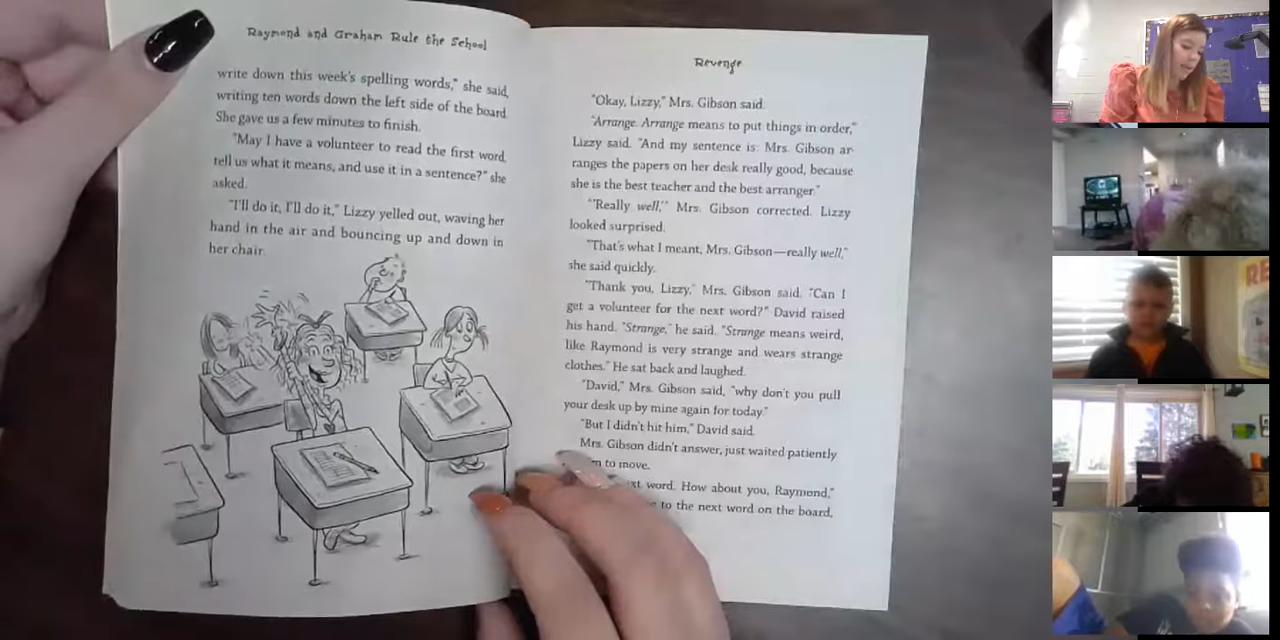 Raymond and Graham Rule the School
write down this week's spelling words," she said,
writing ten words down the left side of the board.
She gave us a few minutes to finish.
"May I have a volunteer to read the first word,
tell us what it means, and use it in a sentence?" she
asked.
"I'll do it, I'll do it," Lizzy yelled out, waving her
hand in the air and bouncing up and down in
her chair.
Revenge
"Okay, Lizzy," Mrs. Gibson said.
"Arrange. Arrange means to put things in order,"
Lizzy said. "And my sentence is: Mrs. Gibson ar-
ranges the papers on her desk really good, because
she is the best teacher and the best arranger."
"'Really well,'" Mrs. Gibson corrected. Lizzy
looked surprised.
"That's what I meant, Mrs. Gibson—really well,"
she said quickly.
"Thank you, Lizzy," Mrs. Gibson said. "Can I
get a volunteer for the next word?" David raised
his hand. "Strange," he said. "Strange means weird,
like Raymond is very strange and wears strange
clothes." He sat back and laughed.
"David," Mrs. Gibson said, "why don't you pull
your desk up by mine again for today."
"But I didn't hit him," David said.
Mrs. Gibson didn't answer, just waited patiently
to move.
word. How about you, Raymond,"
to the next word on the board,
RE